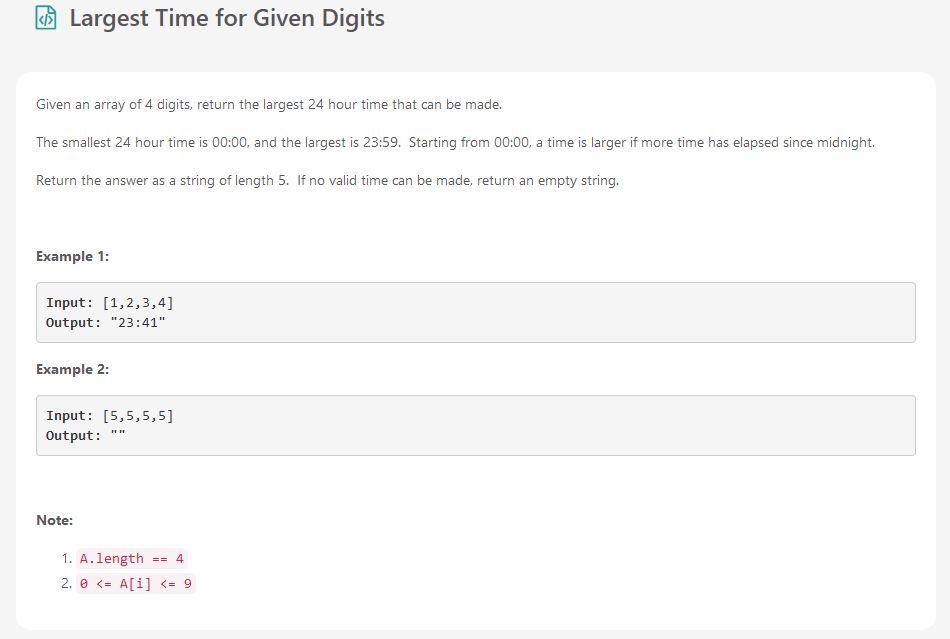 Largest Time for Given Digits
Given an array of 4 digits, return the largest 24 hour time that can be made.
The smallest 24 hour time is 00:00, and the largest is 23:59.  Starting from 00:00, a time is larger if more time has elapsed since midnight.
Return the answer as a string of length 5.  If no valid time can be made, return an empty string.
Example 1:
Input: [1,2,3,4]
Output: "23:41"
Example 2:
Input: [5,5,5,5]
Output: ""
Note:
1. A.length == 4
2. 0 <= A[i] <= 9